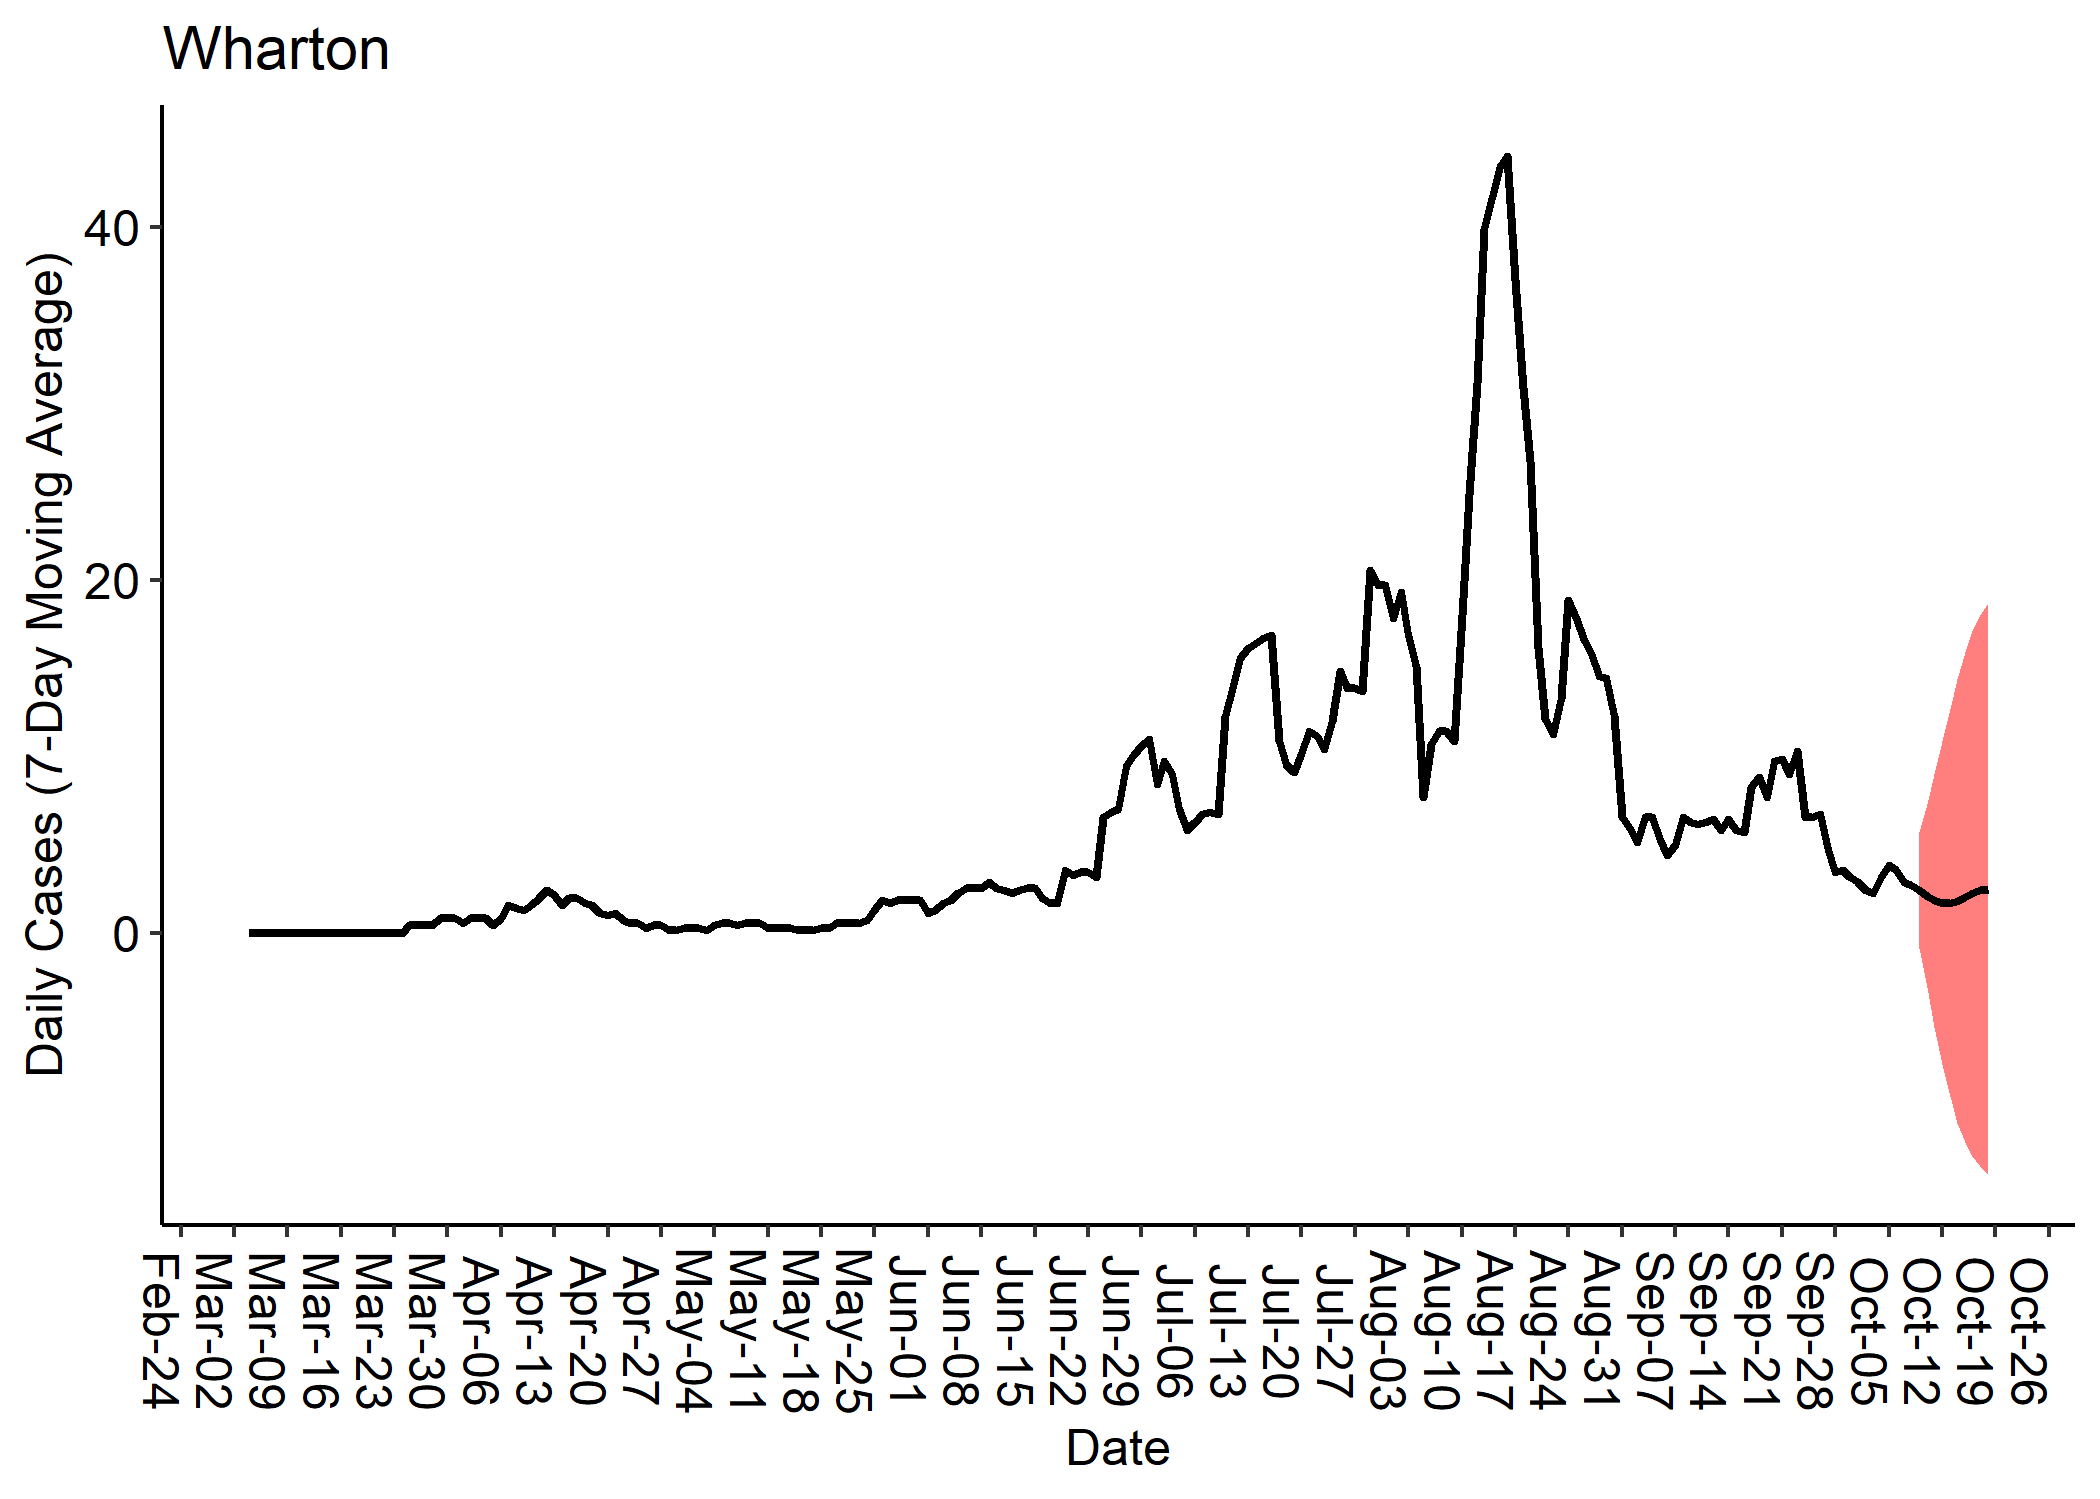 Wharton
Daily Cases (7-Day Moving Average)
40
20
0
Feb-24
Mar-02
Mar-09
Mar-16
Mar-23
Mar-30
Apr-06
Apr-13
Apr-20
Apr-27
May-04
May-11
May-18
May-25
Jun-01
Jun-08
Jun-15
Jun-22
Jun-29
Jul-06
Jul-13
Jul-20
Jul-27
Aug-03
Aug-10
Aug-17
Aug-24
Aug-31
Sep-07
Sep-14
Sep-21
Sep-28
Oct-05
Oct-12
Oct-19
Oct-26
Date